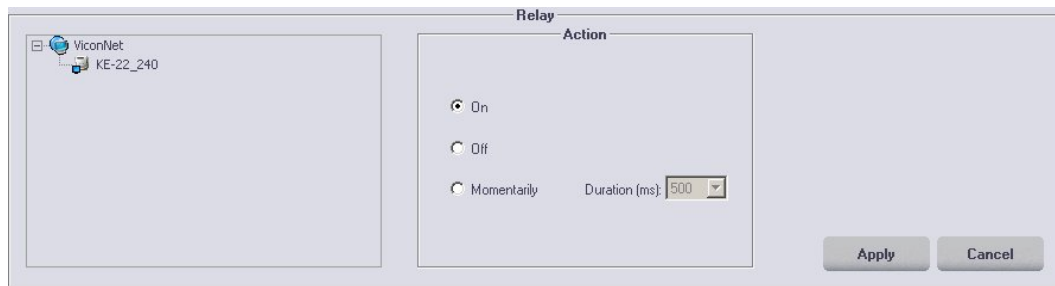 Relay
ViconNet
KE-22_240
Action
On
Off
Momentarily Duration (ms): 500
Apply Cancel